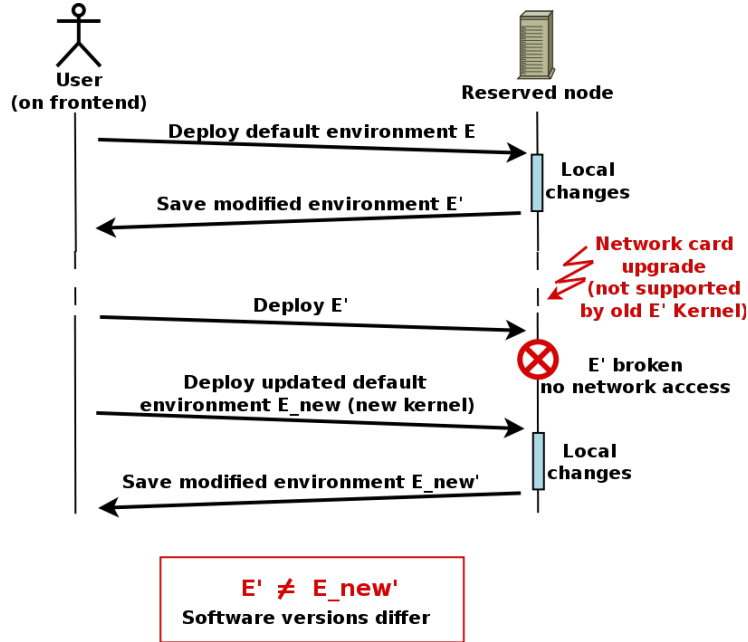 User
(on frontend)
Reserved node
Deploy default environment E
Local
changes
Save modified environment E'
Network card
upgrade
(not supported
by old E' Kernel)
Deploy E'
E' broken
no network access
Deploy updated default
environment E_new (new kernel)
Local
changes
Save modified environment E_new'
E' ≠ E_new'
Software versions differ